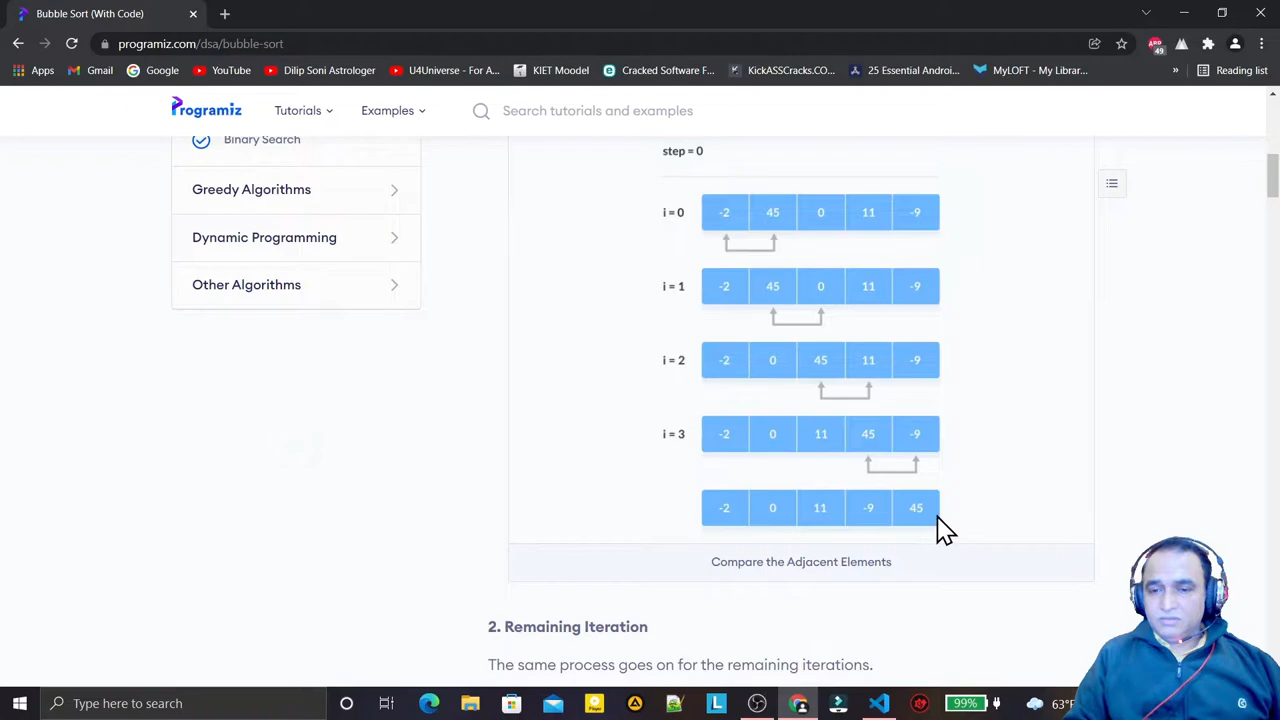 Bubble Sort (With Code)
programiz.com/dsa/bubble-sort
49
Apps
Gmail
Google
YouTube
Dilip Soni Astrologer
U4Universe - For A...
KIET Moodel
Cracked Software F...
KickASSCracks.CO...
25 Essential Androi...
MyLOFT - My Librar...
»
Reading list
Programiz
Tutorials
Examples
Search tutorials and examples
Binary Search
Greedy Algorithms
Dynamic Programming
Other Algorithms
step = 0
i = 0 -2 45 0 11 -9
i = 1 -2 45 0 11 -9
i = 2 -2 0 45 11 -9
i = 3 -2 0 11 45 -9
-2 0 11 -9 45
Compare the Adjacent Elements
2. Remaining Iteration
The same process goes on for the remaining iterations.
Type here to search
99%
63°F